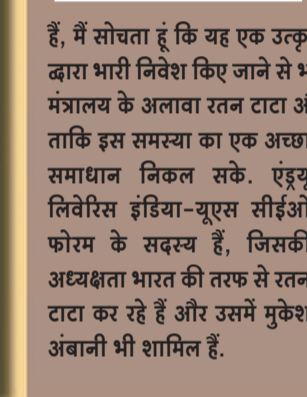 हैं, मैं सोचता हूं कि यह एक
द्वारा भारी निवेश किए जाने से
मंत्रालय के अलावा रतन टाटा
ताकि इस समस्या का एक अच्छा
समाधान निकल सके. एंड्रयू
लिवेरिस इंडिया-यूएस सीईओ
फोरम के सदस्य हैं, जिसकी
अध्यक्षता भारत की तरफ से रतन
टाटा कर रहे हैं और उसमें मुकेश
अंबानी भी शामिल हैं.